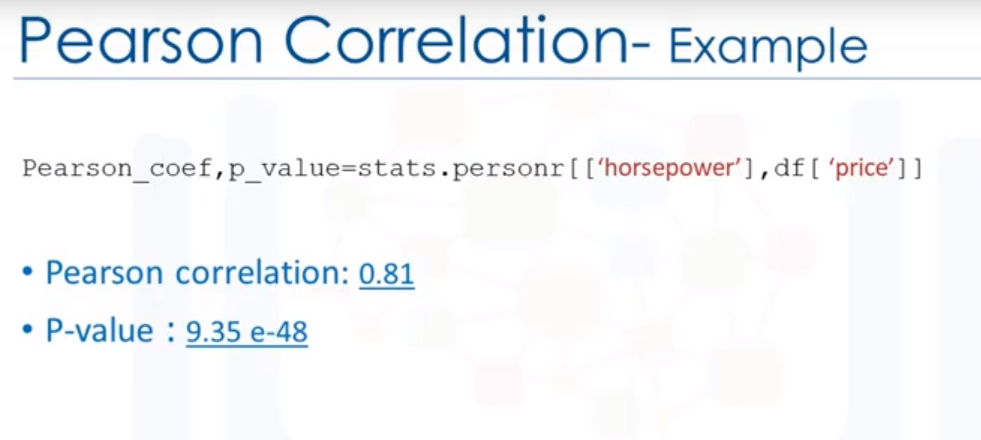 Pearson Correlation- Example
Pearson_coef,p_value=stats.personr[[‘horsepower’],df[ ‘price’]]
• Pearson correlation: 0.81
• P-value : 9.35 e-48